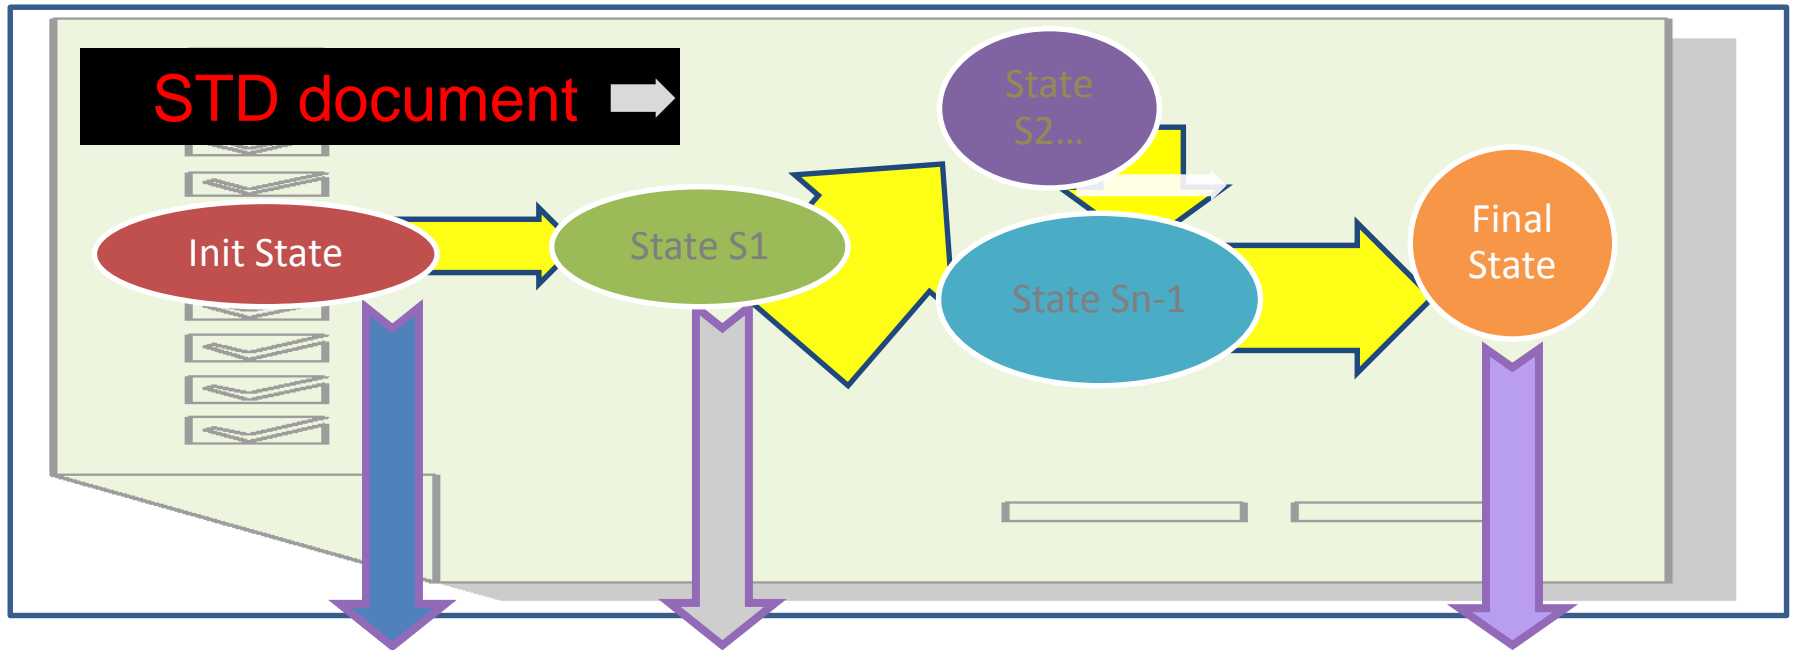 STD document
State
S2...
Init State
State S1
State Sn-1
Final
State